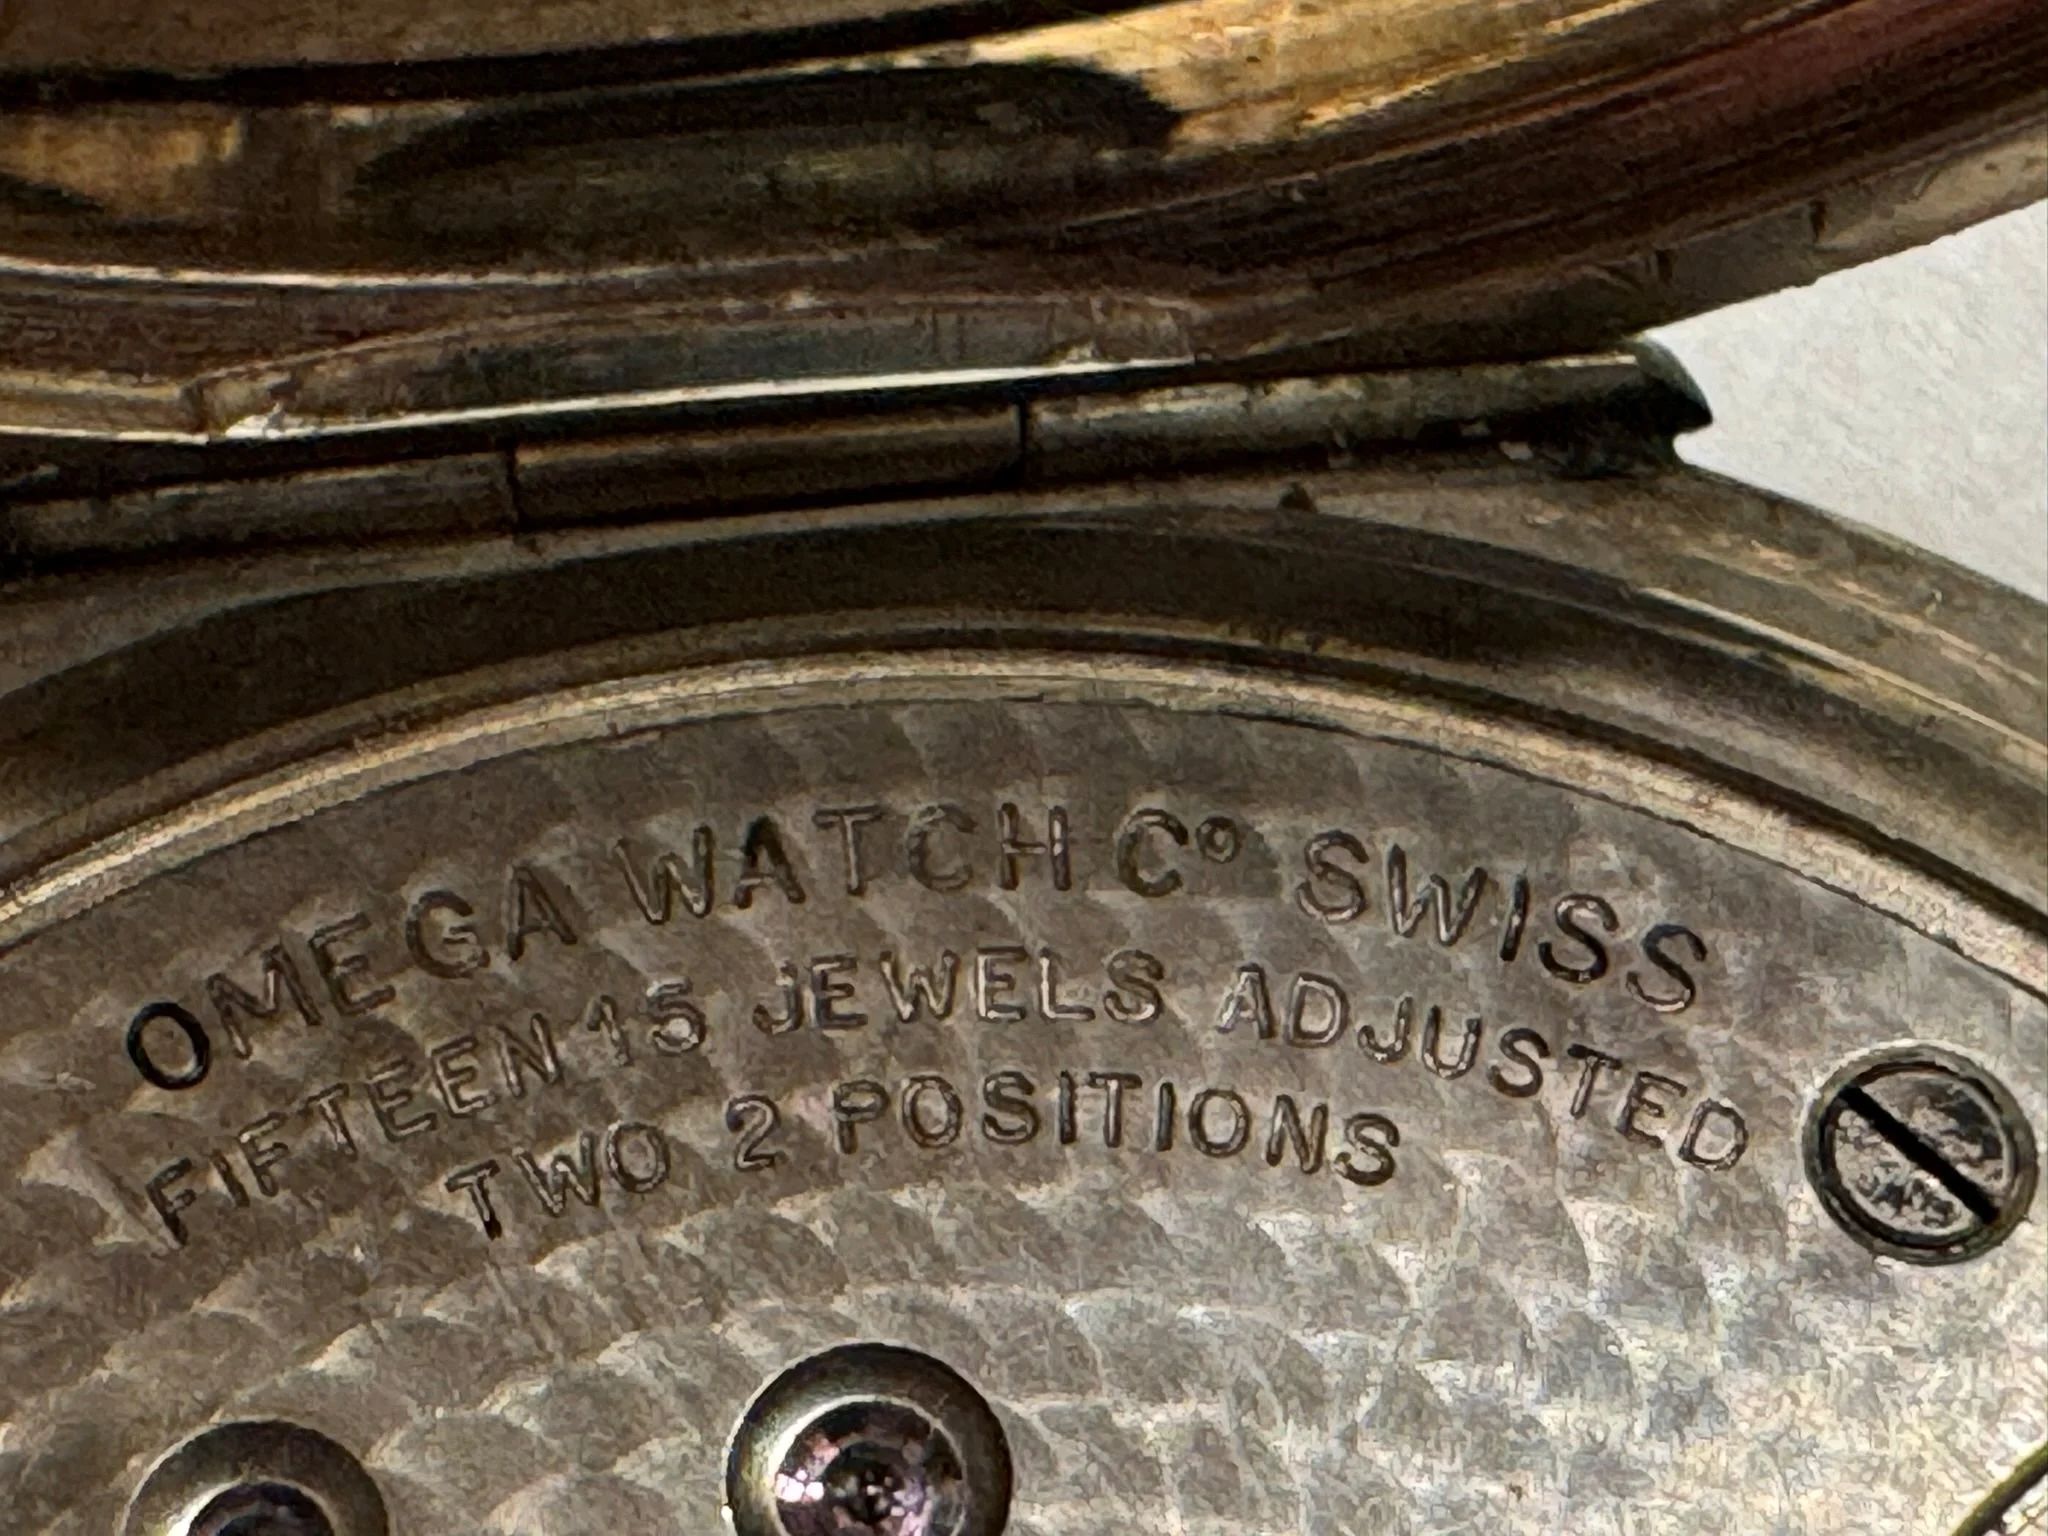 OMEGA WATCH Cº SWISS
FIFTEEN 15 JEWELS ADJUSTED
TWO 2 POSITIONS